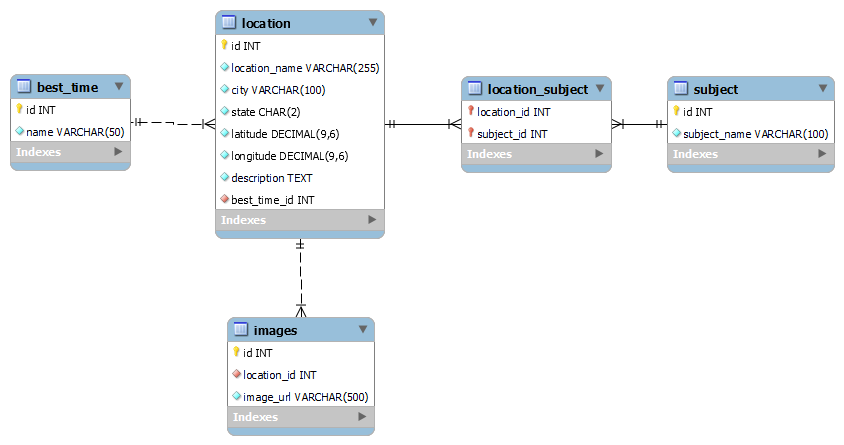 best_time
id INT
name VARCHAR(50)
Indexes
location
id INT
location_name VARCHAR(255)
city VARCHAR(100)
state CHAR(2)
latitude DECIMAL(9,6)
longitude DECIMAL(9,6)
description TEXT
best_time_id INT
Indexes
location_subject
location_id INT
subject_id INT
Indexes
subject
id INT
subject_name VARCHAR(100)
Indexes
images
id INT
location_id INT
image_url VARCHAR(500)
Indexes